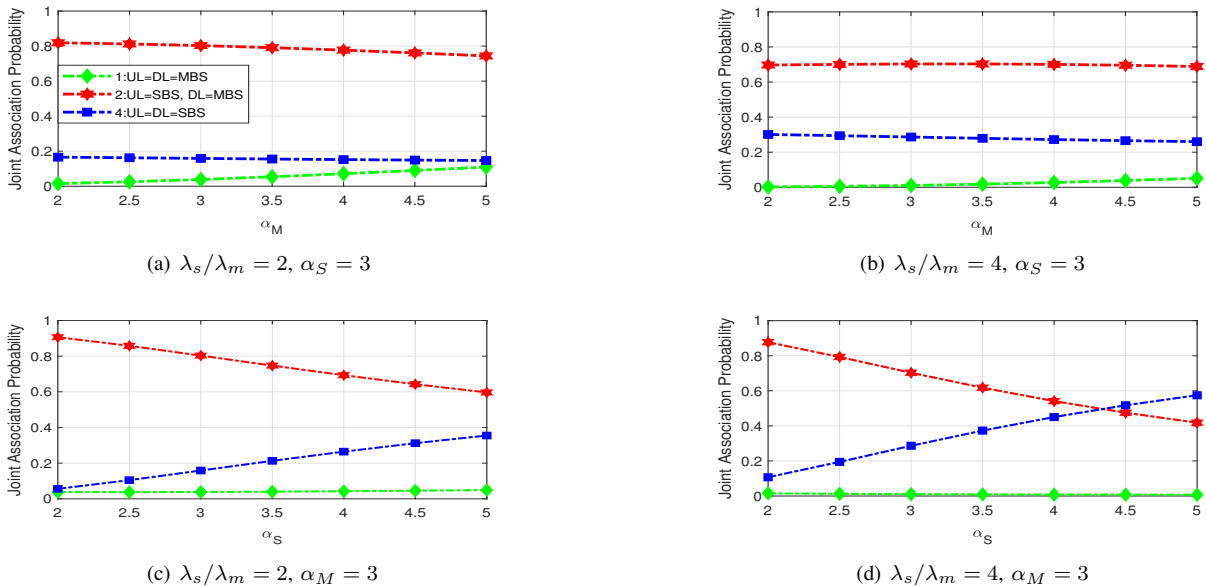 Joint Association Probability
1
0.8
0.6
0.4
0.2
0
1:UL=DL=MBS
2:UL=SBS, DL=MBS
4:UL=DL=SBS
2 2.5 3 3.5 4 4.5 5
α_M
(a) λ_s/λ_m = 2, α_S = 3
Joint Association Probability
1
0.8
0.6
0.4
0.2
0
2 2.5 3 3.5 4 4.5 5
α_M
(b) λ_s/λ_m = 4, α_S = 3
Joint Association Probability
1
0.8
0.6
0.4
0.2
0
2 2.5 3 3.5 4 4.5 5
α_S
(c) λ_s/λ_m = 2, α_M = 3
Joint Association Probability
1
0.8
0.6
0.4
0.2
0
2 2.5 3 3.5 4 4.5 5
α_S
(d) λ_s/λ_m = 4, α_M = 3